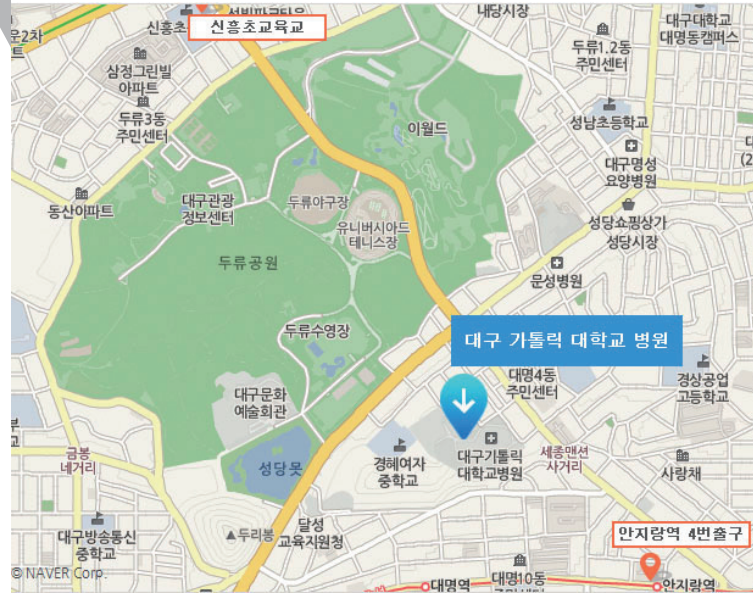 내당시장
대구대학교
대명동캠퍼스
신흥초교육교
신흥초
운2차
두류1.2동
주민센터
삼정그린빌
아파트
두류3동
주민센터
이월드
성남초등학교
대구명성
요양병원
동산아파트
대구관광
정보센터
두류야구장
유니버시아드
테니스장
성당쇼핑상가
성당시장
두류공원
문성병원
두류수영장
대구 가톨릭 대학교 병원
대명4동
주민센터
경상공업
고등학교
대구문화
예술회관
금봉
네거리
성당못
경혜여자
중학교
대구가톨릭
대학교병원
세종맨션
사거리
사랑채
대구방송통신
중학교
▲두리봉
달성
교육지원청
안지랑역 4번출구
© NAVER Corp.
대명역
대명10동
안지랑역